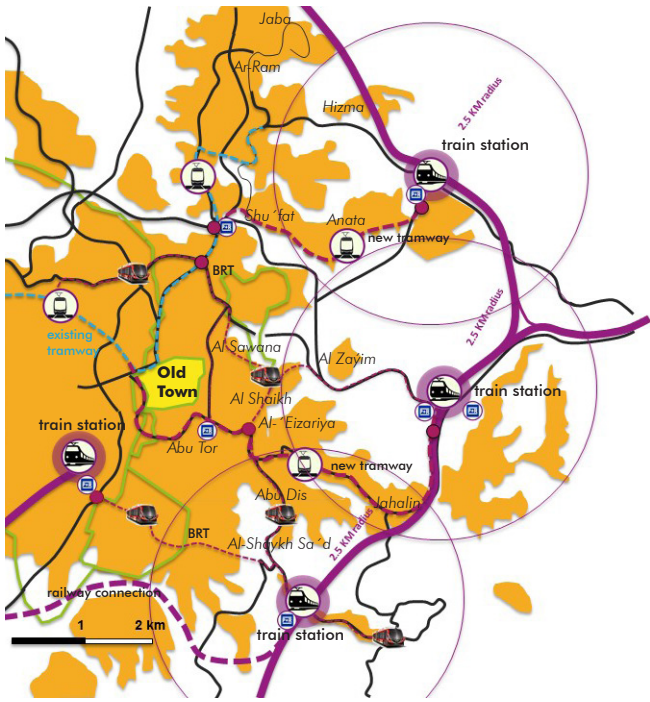 Jaba
Ar-Ram
Hizma
2.5 KM radius
train station
Shu´fat
Anata
new tramway
BRT
2.5 KM radius
existing
tramway
Al-Sawana
Al Zaýim
Old
Town
Al Shaikh
train station
train station
Al-´Eizariya
Abu Tor
new tramway
Abu Dis
Jahalin
BRT
Al-Shaykh Sa´d
2.5 KM radius
railway connection
1
2 km
train station